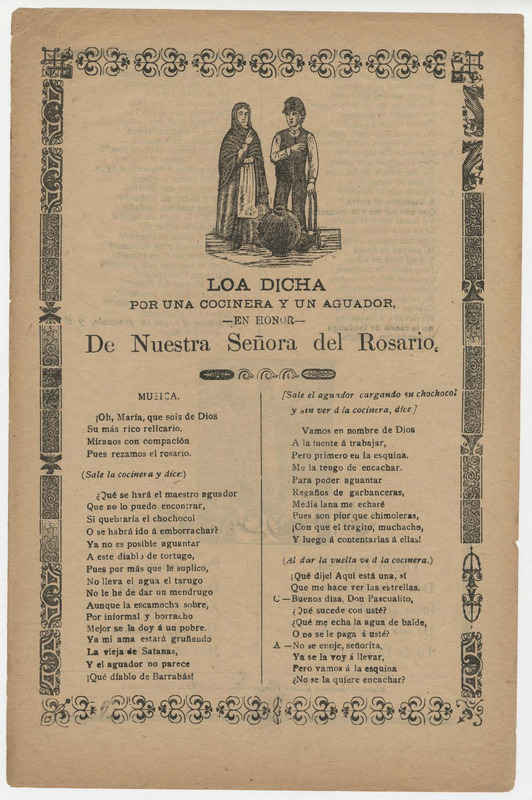 LOA DICHA
POR UNA COCINERA Y UN AGUADOR,
—EN HONOR—
De Nuestra Señora del Rosario.
MUSICA.
¡Oh, María, que sois de Dios
Su más rico relicario,
Miranos con compación
Pues rezamos el rosario.
(Sale la cocinera y dice:)
¿Qué se hará el maestro aguador
Que no lo puedo encontrar,
Si quebraría el chochocol
O se habrá ido á emborrachar?
Ya no es posible aguantar
A este diablo de tortugo,
Pues por más que le suplico,
No lleva el agua el tarugo
No le he de dar un mendrugo
Aunque la escamocha sobre,
Por informal y borracho
Mejor se la doy á un pobre.
Ya mi ama estará gruñendo
La vieja de Satanas,
Y el aguador no parece
¡Qué diablo de Barrabás!
[Sale el aguador cargando su chochocol
y sin ver á la cocinera, dice]
Vamos en nombre de Dios
A la fuente á trabajar,
Pero primero en la esquina.
Me la tengo de encachar.
Para poder aguantar
Regaños de garbanceras,
Media lana me echaré
Pues son pior que chimoleras,
¡Con que el tragito, muchacho,
Y luego á contentarlas á ellas!
(Al dar la vuelta ve á la cocinera.)
¡Qué dije! Aquí está una, sí
Que me hace ver las estrellas.
C—Buenos días, Don Pascualito,
¿Qué sucede con usté?
¿Qué me echa la agua de balde,
O no se le paga á usté?
A—No se enoje, señorita,
Ya se la voy á llevar,
Pero vamos á la esquina
¿No se la quiere encachar?